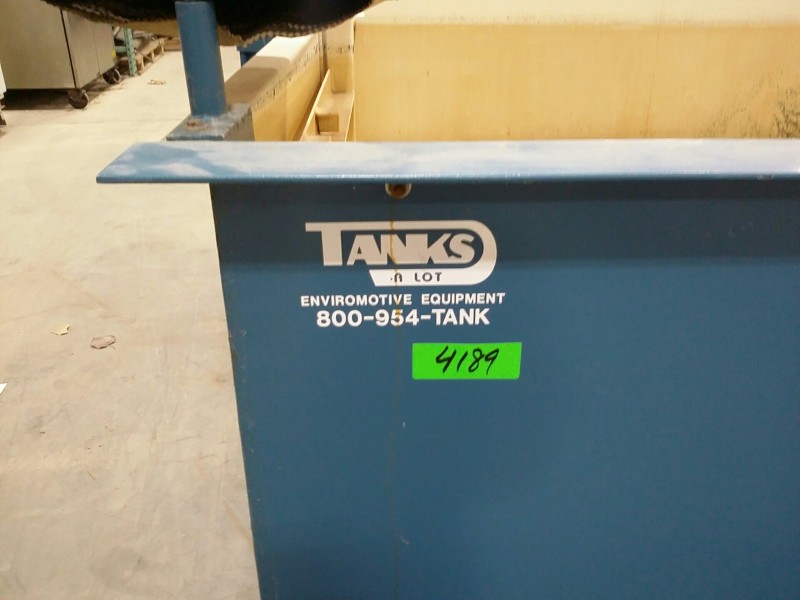 TANKS
-A LOT
ENVIROMOTIVE EQUIPMENT
800-954-TANK
4189